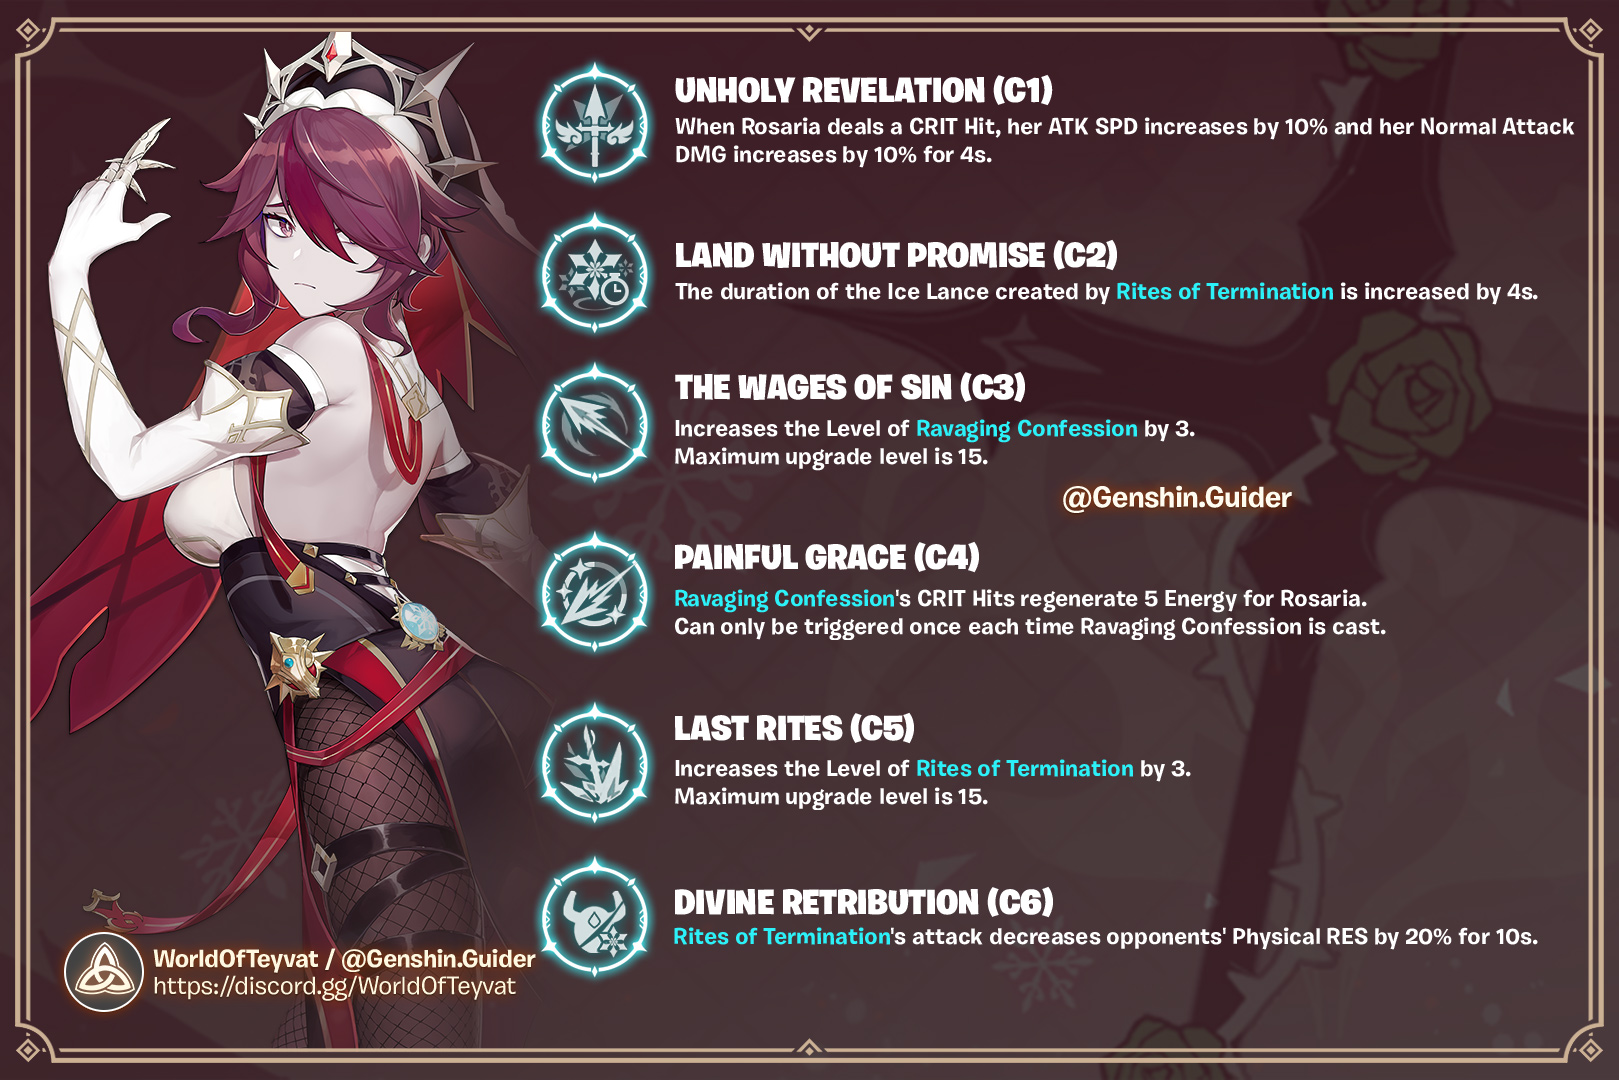 UNHOLY REVELATION (C1)
When Rosaria deals a CRIT Hit, her ATK SPD increases by 10% and her Normal Attack
DMG increases by 10% for 4s.
LAND WITHOUT PROMISE (C2)
The duration of the Ice Lance created by Rites of Termination is increased by 4s.
THE WAGES OF SIN (C3)
Increases the Level of Ravaging Confession by 3.
Maximum upgrade level is 15.
@Genshin.Guider
PAINFUL GRACE (C4)
Ravaging Confession's CRIT Hits regenerate 5 Energy for Rosaria.
Can only be triggered once each time Ravaging Confession is cast.
LAST RITES (C5)
Increases the Level of Rites of Termination by 3.
Maximum upgrade level is 15.
DIVINE RETRIBUTION (C6)
Rites of Termination's attack decreases opponents' Physical RES by 20% for 10s.
WorldOfTeyvat / @Genshin.Guider
https://discord.gg/WorldOfTeyvat